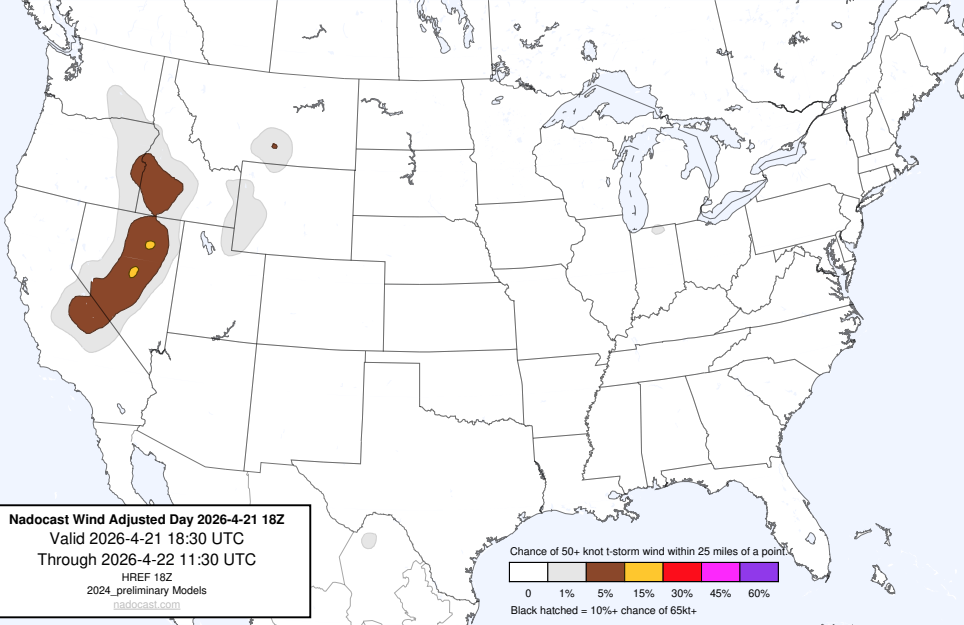 Nadocast Wind Adjusted Day 2026-4-21 18Z
Valid 2026-4-21 18:30 UTC
Through 2026-4-22 11:30 UTC
HREF 18Z
2024_preliminary Models
nadocast.com
Chance of 50+ knot t-storm wind within 25 miles of a point.
0 1% 5% 15% 30% 45% 60%
Black hatched = 10%+ chance of 65kt+